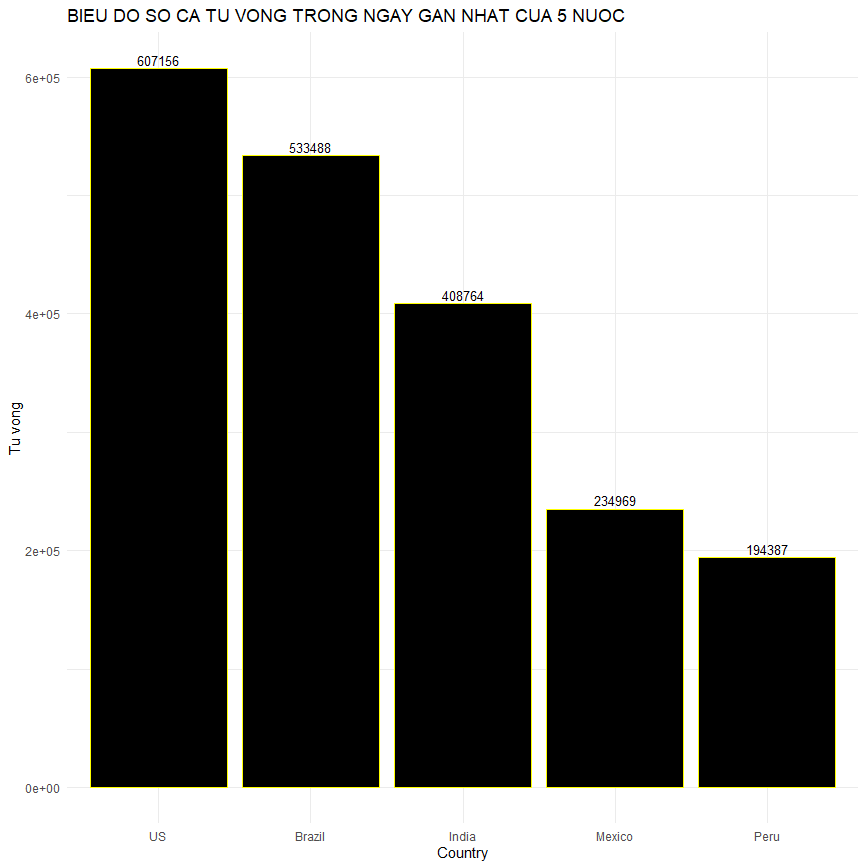 BIEU DO SO CA TU VONG TRONG NGAY GAN NHAT CUA 5 NUOC
607156
533488
408764
234969
194387
6e+05
4e+05
2e+05
0e+00
Tu vong
US Brazil India Mexico Peru
Country